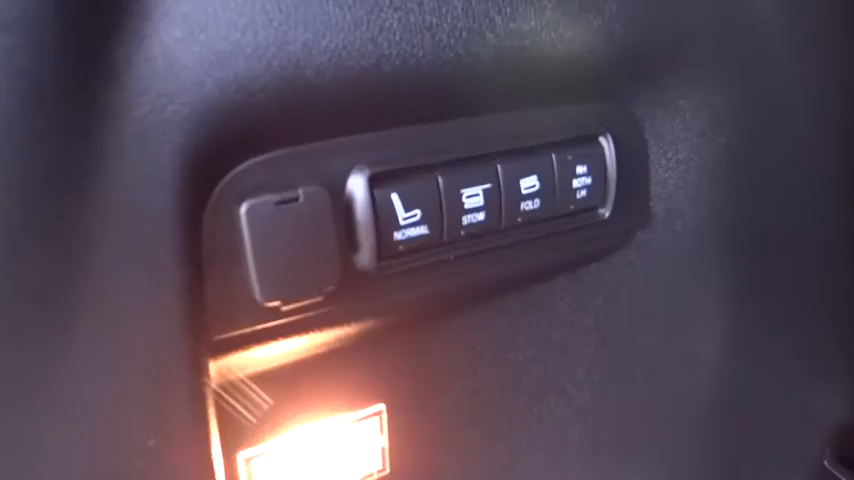 NORMAL
STOW
FOLD
RH
BOTH
LH